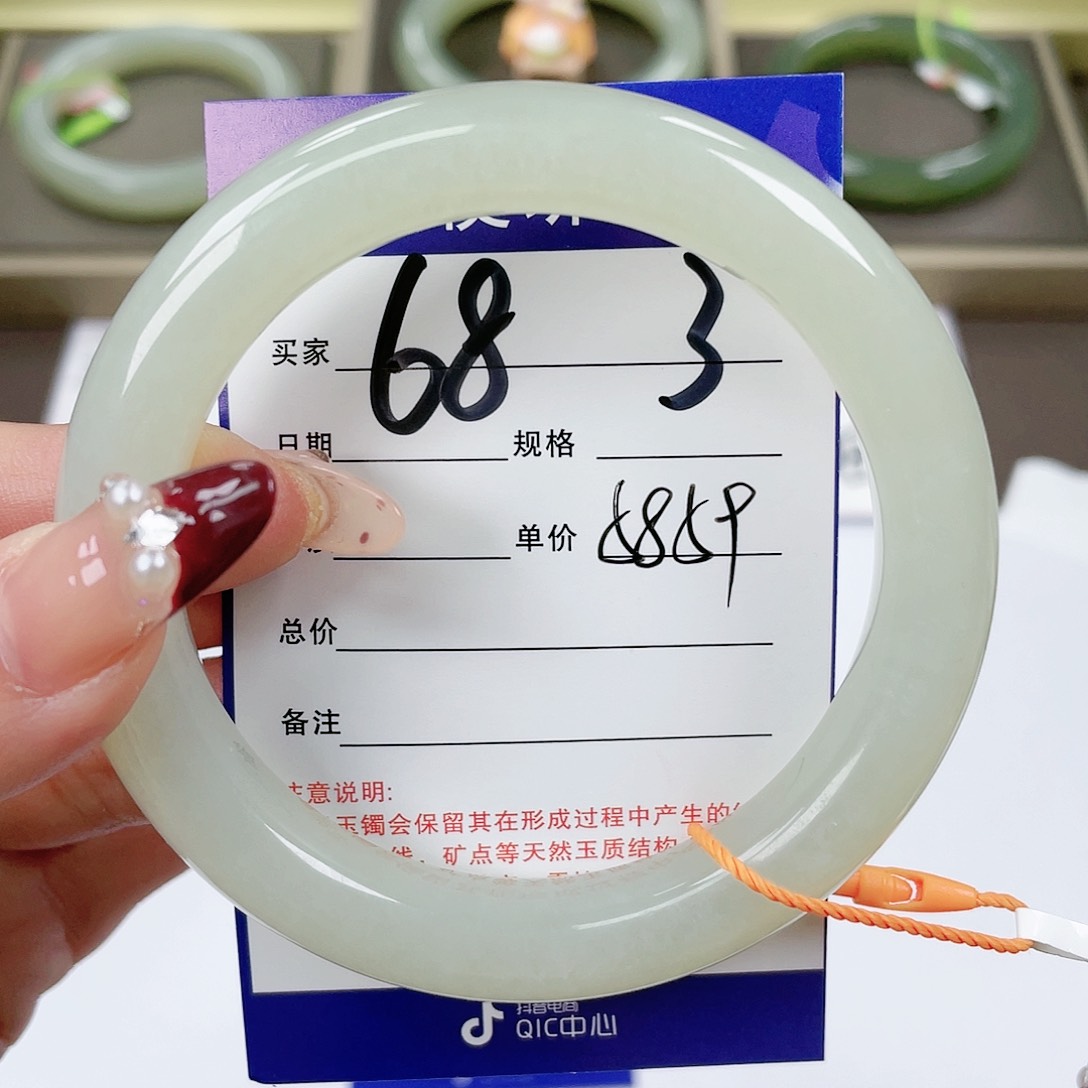 68 3
买家
日期 规格
单价
总价
备注
注意说明:
玉镯会保留其在形成过程中产生的
线、矿点等天然玉质结构
抖音电商
QIC中心